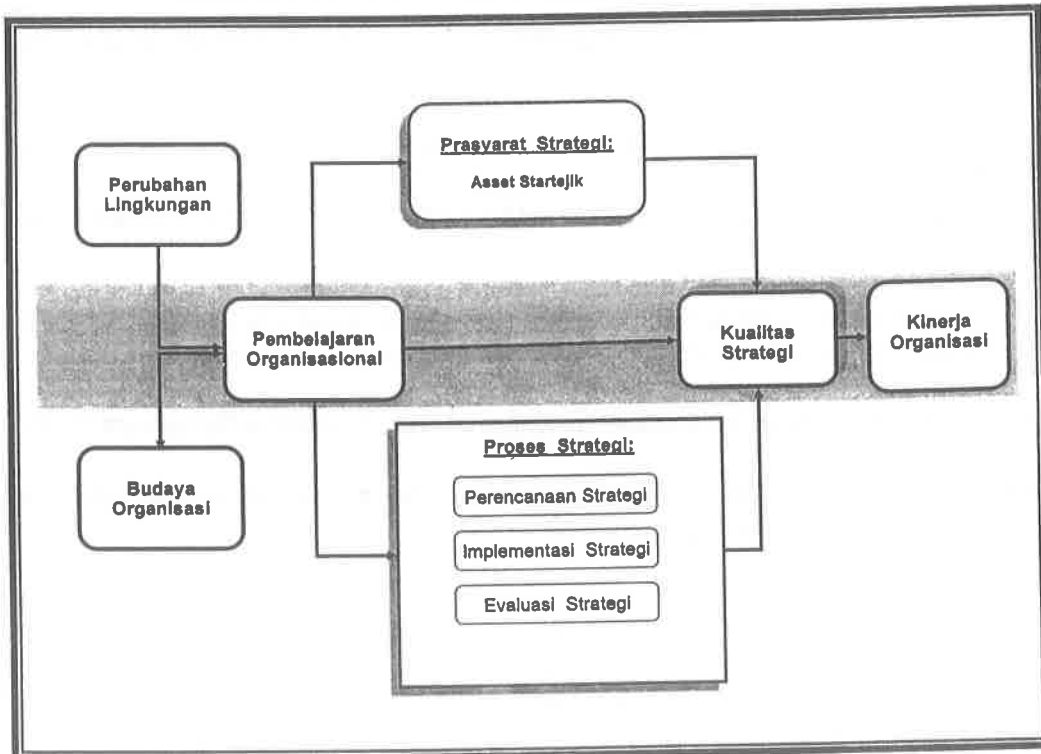 Prasyarat Strategi:
Asset Startejik
Perubahan
Lingkungan
Pembelajaran
Organisasional
Kualitas
Strategi
Kinerja
Organisasi
Proses Strategi:
Perencanaan Strategi
Implementasi Strategi
Evaluasi Strategi
Budaya
Organisasi